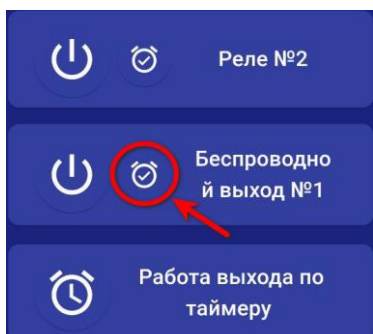 Реле №2
Беспроводно
й выход №1
Работа выхода по
таймеру